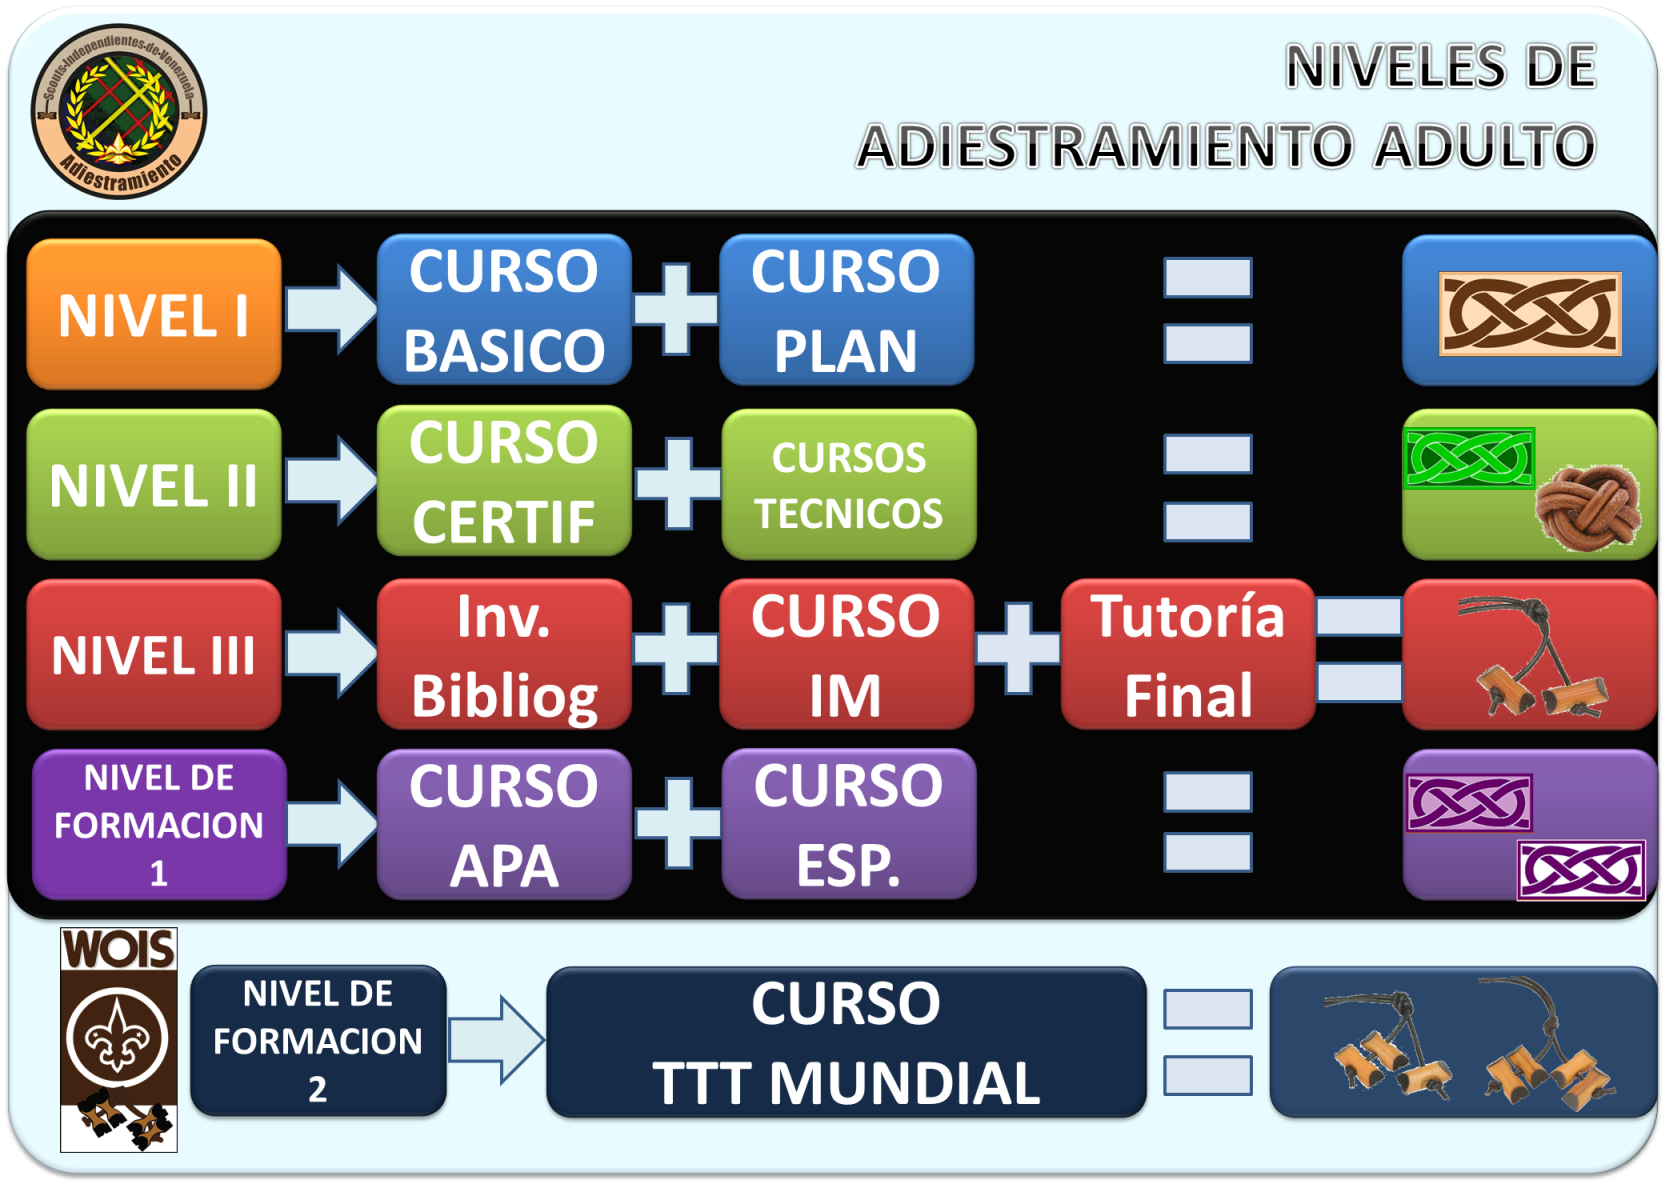 Scouts-Independientes-de-Venezuela
Adiestramiento
NIVELES DE
ADIESTRAMIENTO ADULTO
NIVEL I
CURSO
BASICO
CURSO
PLAN
NIVEL II
CURSO
CERTIF
CURSOS
TECNICOS
NIVEL III
Inv.
Bibliog
CURSO
IM
Tutoría
Final
NIVEL DE
FORMACION
1
CURSO
APA
CURSO
ESP.
WOIS
NIVEL DE
FORMACION
2
CURSO
TTT MUNDIAL